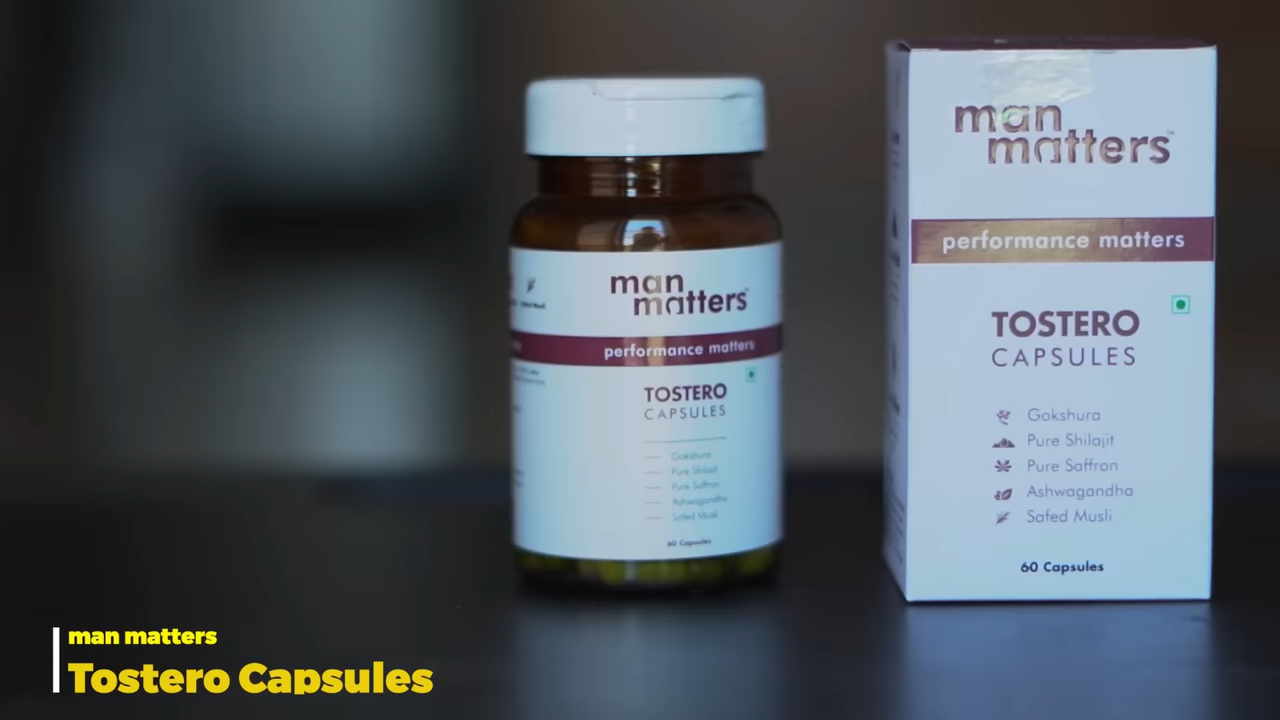 man
matters
performance matters
TOSTERO
CAPSULES
Gokshura
Pure Shilajit
Pure Saffron
Ashwagandha
Safed Musli
60 Capsules
man
matters™
performance matters
TOSTERO
CAPSULES
Gokshura
Pure Shilajit
Pure Saffron
Ashwagandha
Safed Musli
60 Capsules
man matters
Tostero Capsules